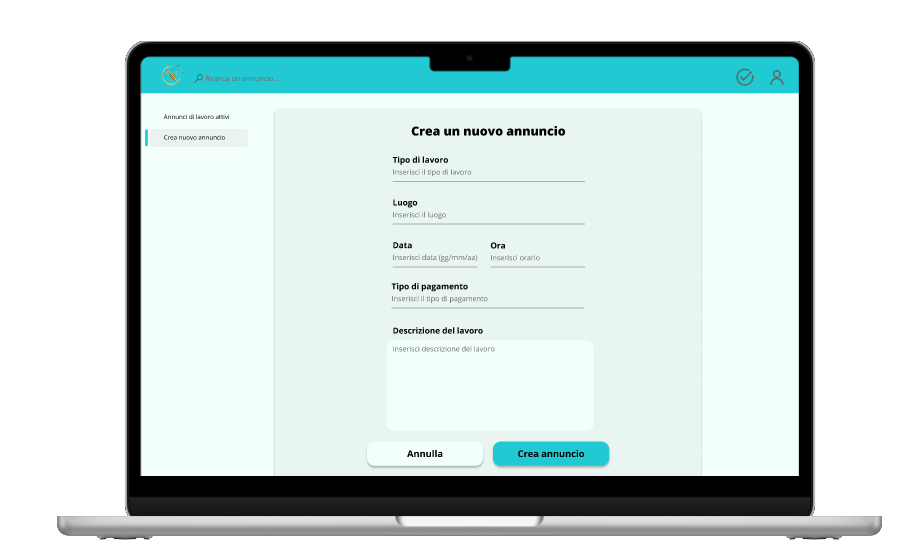 Ricerca un annuncio ...
Annunci di lavoro attivi
Crea nuovo annuncio
Crea un nuovo annuncio
Tipo di lavoro
Inserisci il tipo di lavoro
Luogo
Inserisci il luogo
Data
Inserisci data (gg/mm/aa)
Ora
Inserisci orario
Tipo di pagamento
Inserisci il tipo di pagamento
Descrizione del lavoro
Inserisci descrizione del lavoro
Annulla
Crea annuncio